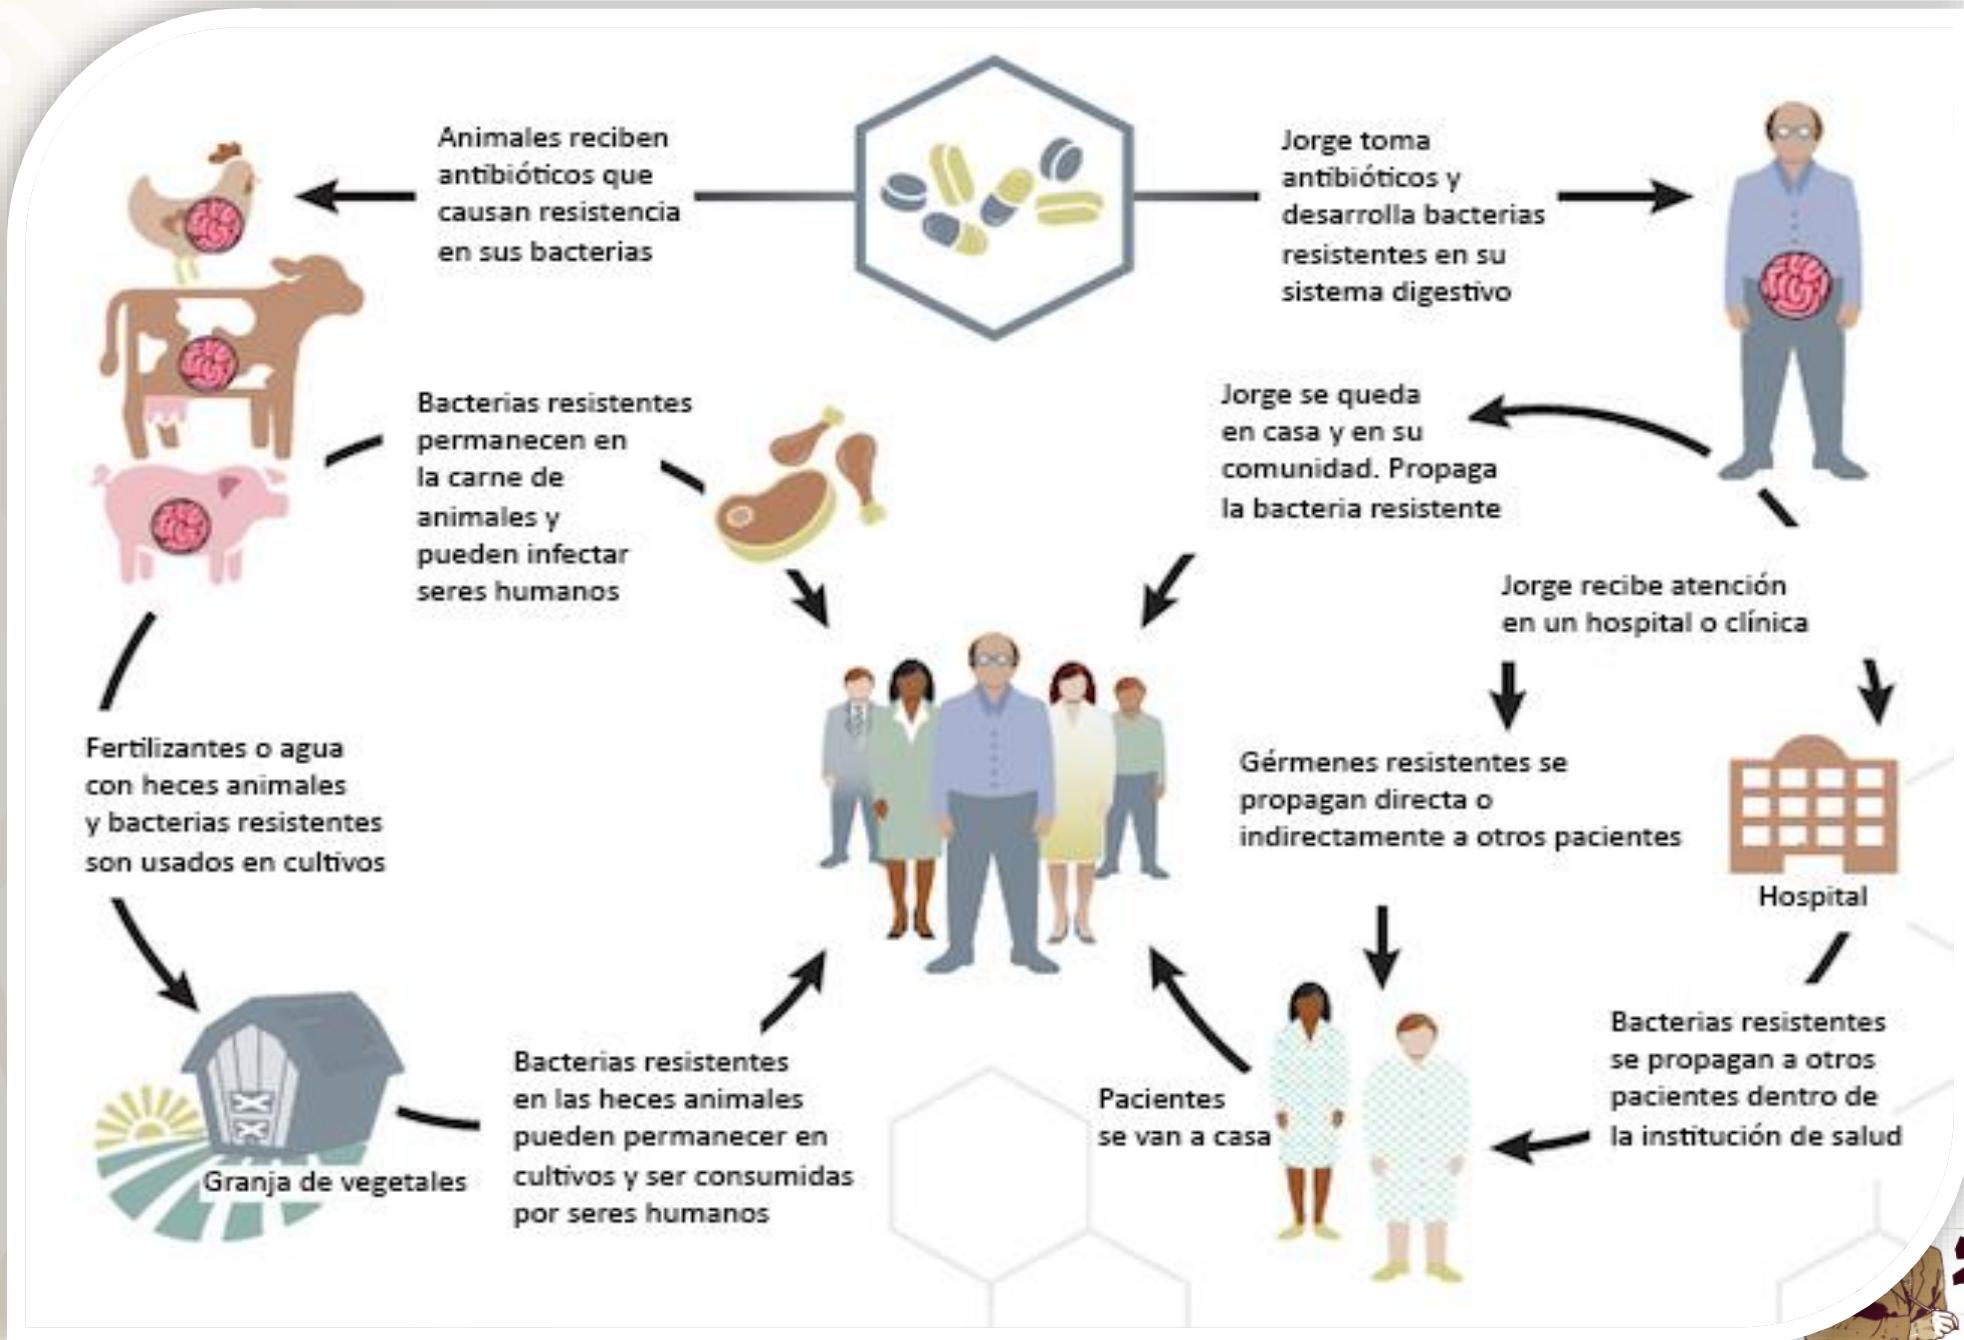 Animales reciben
antibióticos que
causan resistencia
en sus bacterias
Jorge toma
antibióticos y
desarrolla bacterias
resistentes en su
sistema digestivo
Bacterias resistentes
permanecen en
la carne de
animales y
pueden infectar
seres humanos
Jorge se queda
en casa y en su
comunidad. Propaga
la bacteria resistente
Jorge recibe atención
en un hospital o clínica
Fertilizantes o agua
con heces animales
y bacterias resistentes
son usados en cultivos
Gérmenes resistentes se
propagan directa o
indirectamente a otros pacientes
Hospital
Granja de vegetales
Bacterias resistentes
en las heces animales
pueden permanecer en
cultivos y ser consumidas
por seres humanos
Pacientes
se van a casa
Bacterias resistentes
se propagan a otros
pacientes dentro de
la institución de salud